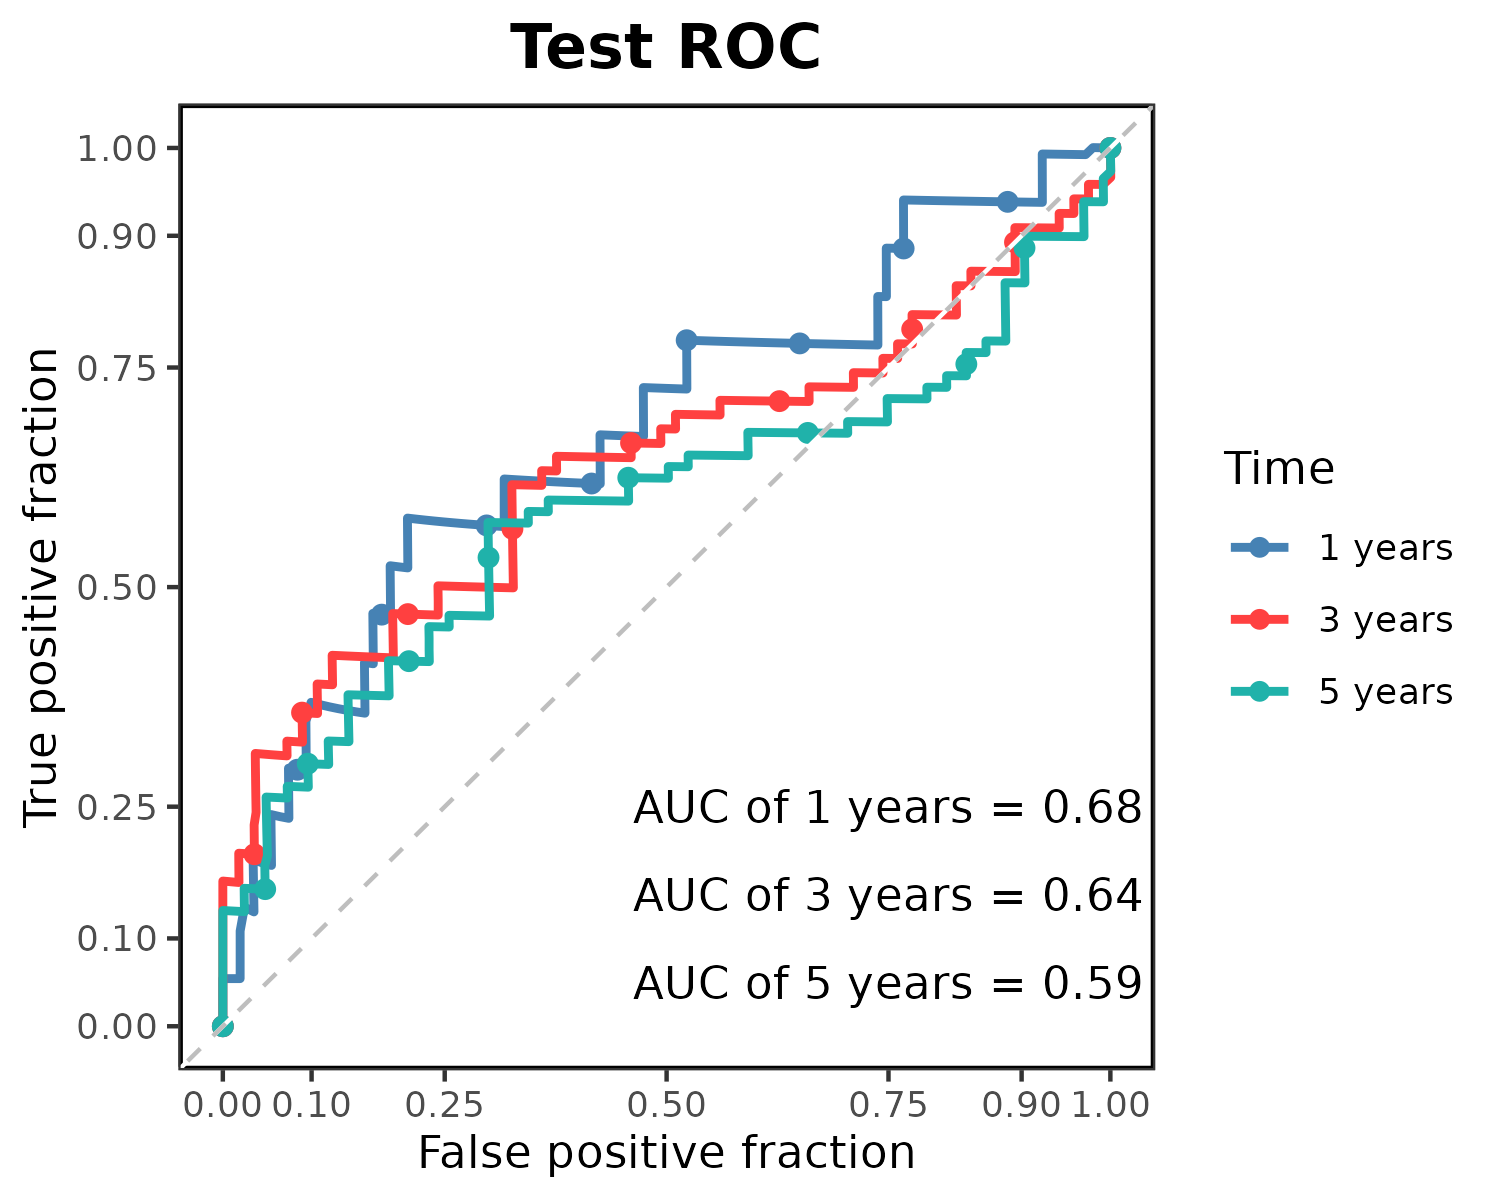 Test ROC
True positive fraction
1.00
0.90
0.75
0.50
0.25
0.10
0.00
AUC of 1 years = 0.68
AUC of 3 years = 0.64
AUC of 5 years = 0.59
0.00 0.10 0.25 0.50 0.75 0.90 1.00
False positive fraction
Time
1 years
3 years
5 years